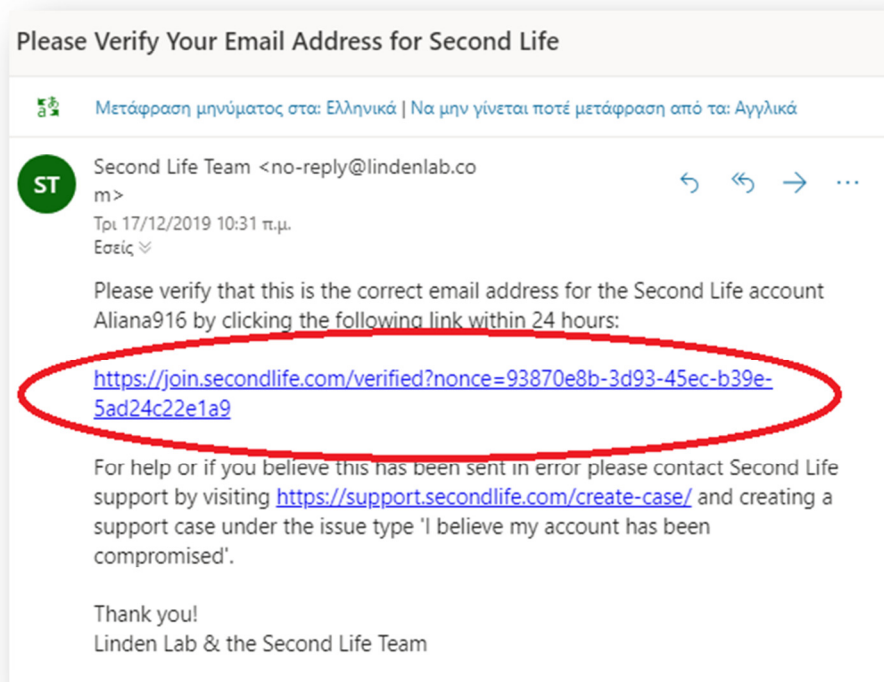 Please Verify Your Email Address for Second Life
Μετάφραση μηνύματος στα: Ελληνικά | Να μην γίνεται ποτέ μετάφραση από τα: Αγγλικά
ST
Second Life Team <no-reply@lindenlab.co
m>
Τρι 17/12/2019 10:31 π.μ.
Εσείς
Please verify that this is the correct email address for the Second Life account
Aliana916 by clicking the following link within 24 hours:
https://join.secondlife.com/verified?nonce=93870e8b-3d93-45ec-b39e-
5ad24c22e1a9
For help or if you believe this has been sent in error please contact Second Life
support by visiting https://support.secondlife.com/create-case/ and creating a
support case under the issue type 'I believe my account has been
compromised'.
Thank you!
Linden Lab & the Second Life Team